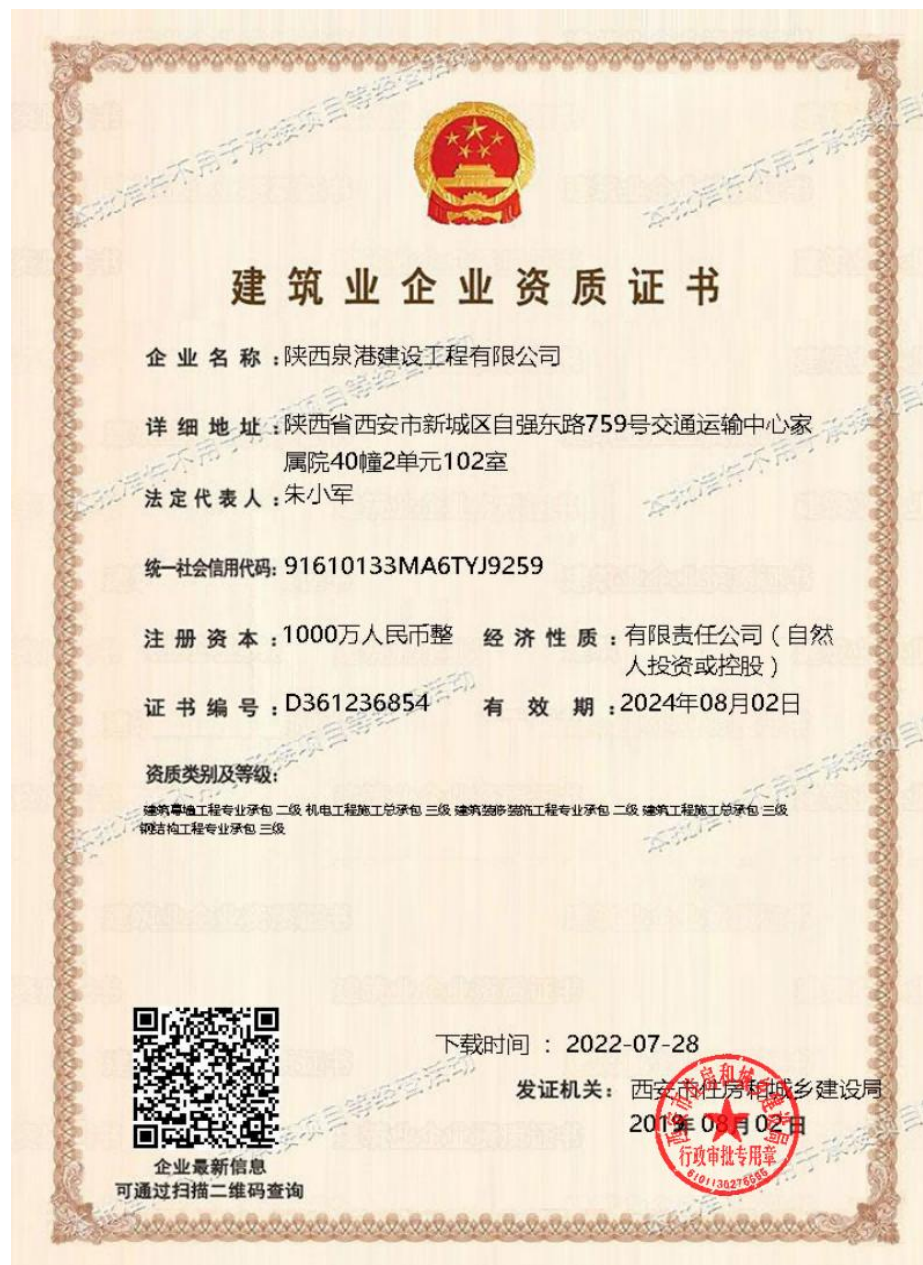 建筑业企业资质证书
企业名称：陕西泉港建设工程有限公司
详细地址：陕西省西安市新城区自强东路759号交通运输中心家
属院40幢2单元102室
法定代表人：朱小军
统一社会信用代码：91610133MA6TYJ9259
注册资本：1000万人民币整 经济性质：有限责任公司（自然
人投资或控股）
证书编号：D361236854 有效期：2024年08月02日
资质类别及等级：
建筑幕墙工程专业承包 二级 机电工程施工总承包 三级 建筑装修装饰工程专业承包 二级 建筑工程施工总承包 三级
钢结构工程专业承包 三级
下载时间 ： 2022-07-28
发证机关： 西安市住房和城乡建设局
2019年08月02日
西安市住房和城乡建设局
行政审批专用章
企业最新信息
可通过扫描二维码查询